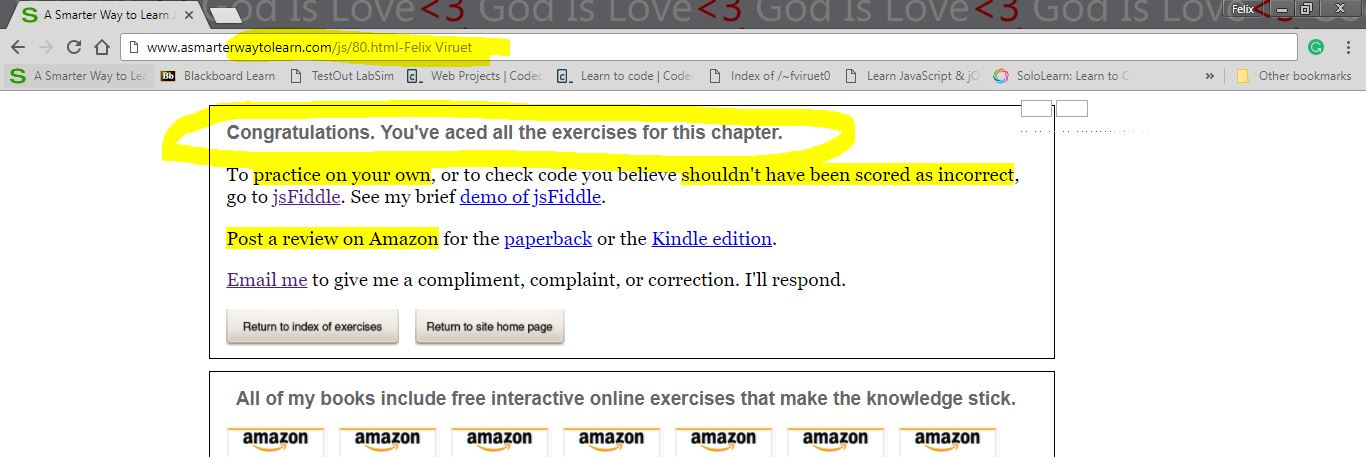 God Is Love<3 God Is Love<3 God Is Love<3
A Smarter Way to Learn
Felix
www.asmarterwaytolearn.com/js/80.html-Felix Viruet
A Smarter Way to Le
Bb Blackboard Learn
TestOut LabSim
Web Projects | Codec
Learn to code | Code
Index of /~fviruet0
Learn JavaScript & jQ
SoloLearn: Learn to C
»
Other bookmarks
Congratulations. You've aced all the exercises for this chapter.
To practice on your own, or to check code you believe shouldn't have been scored as incorrect,
go to jsFiddle. See my brief demo of jsFiddle.
Post a review on Amazon for the paperback or the Kindle edition.
Email me to give me a compliment, complaint, or correction. I'll respond.
Return to index of exercises
Return to site home page
All of my books include free interactive online exercises that make the knowledge stick.
amazon amazon amazon amazon amazon amazon amazon